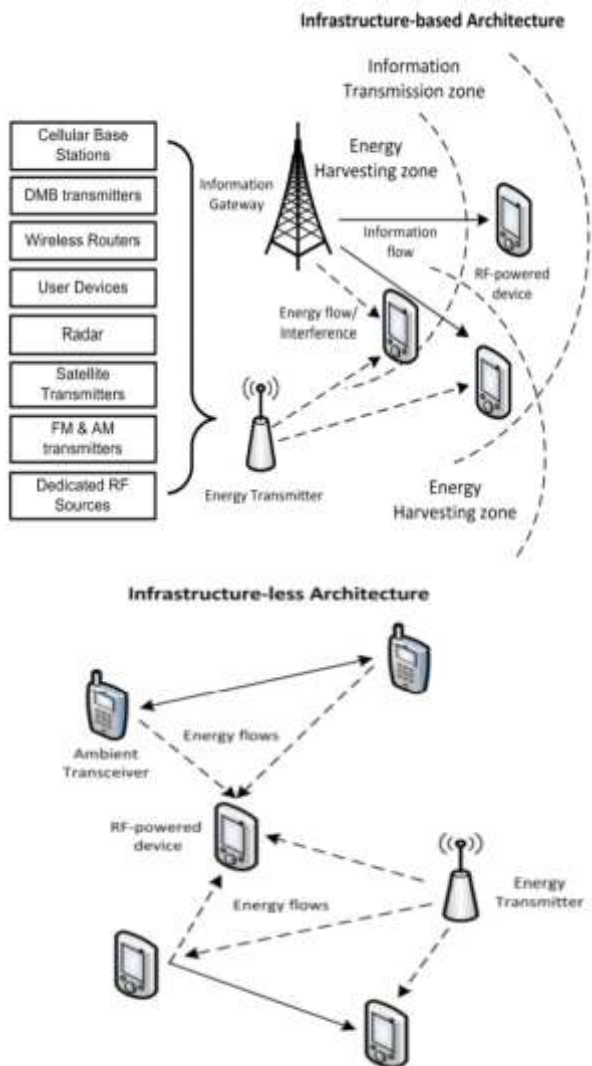 Infrastructure-based Architecture
Information
Transmission zone
Energy
Harvesting zone
Cellular Base
Stations
DMB transmitters
Wireless Routers
User Devices
Radar
Satellite
Transmitters
FM & AM
transmitters
Dedicated RF
Sources
Information
Gateway
Information
flow
RF-powered
device
Energy flow/
Interference
Energy Transmitter
Energy
Harvesting zone
Infrastructure-less Architecture
Ambient
Transceiver
Energy flows
RF-powered
device
Energy flows
Energy
Transmitter